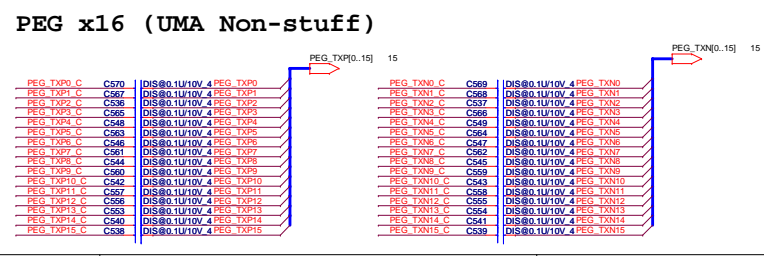 PEG x16 (UMA Non-stuff)
PEG_TXP[0..15] 15
PEG_TXN[0..15] 15
PEG_TXP0_C C570 DIS@0.1U/10V_4 PEG_TXP0 PEG_TXN0_C C569 DIS@0.1U/10V_4 PEG_TXN0
PEG_TXP1_C C567 DIS@0.1U/10V_4 PEG_TXP1 PEG_TXN1_C C568 DIS@0.1U/10V_4 PEG_TXN1
PEG_TXP2_C C536 DIS@0.1U/10V_4 PEG_TXP2 PEG_TXN2_C C537 DIS@0.1U/10V_4 PEG_TXN2
PEG_TXP3_C C565 DIS@0.1U/10V_4 PEG_TXP3 PEG_TXN3_C C566 DIS@0.1U/10V_4 PEG_TXN3
PEG_TXP4_C C548 DIS@0.1U/10V_4 PEG_TXP4 PEG_TXN4_C C549 DIS@0.1U/10V_4 PEG_TXN4
PEG_TXP5_C C563 DIS@0.1U/10V_4 PEG_TXP5 PEG_TXN5_C C564 DIS@0.1U/10V_4 PEG_TXN5
PEG_TXP6_C C546 DIS@0.1U/10V_4 PEG_TXP6 PEG_TXN6_C C547 DIS@0.1U/10V_4 PEG_TXN6
PEG_TXP7_C C561 DIS@0.1U/10V_4 PEG_TXP7 PEG_TXN7_C C562 DIS@0.1U/10V_4 PEG_TXN7
PEG_TXP8_C C544 DIS@0.1U/10V_4 PEG_TXP8 PEG_TXN8_C C545 DIS@0.1U/10V_4 PEG_TXN8
PEG_TXP9_C C560 DIS@0.1U/10V_4 PEG_TXP9 PEG_TXN9_C C559 DIS@0.1U/10V_4 PEG_TXN9
PEG_TXP10_C C542 DIS@0.1U/10V_4 PEG_TXP10 PEG_TXN10_C C543 DIS@0.1U/10V_4 PEG_TXN10
PEG_TXP11_C C557 DIS@0.1U/10V_4 PEG_TXP11 PEG_TXN11_C C558 DIS@0.1U/10V_4 PEG_TXN11
PEG_TXP12_C C556 DIS@0.1U/10V_4 PEG_TXP12 PEG_TXN12_C C555 DIS@0.1U/10V_4 PEG_TXN12
PEG_TXP13_C C553 DIS@0.1U/10V_4 PEG_TXP13 PEG_TXN13_C C554 DIS@0.1U/10V_4 PEG_TXN13
PEG_TXP14_C C540 DIS@0.1U/10V_4 PEG_TXP14 PEG_TXN14_C C541 DIS@0.1U/10V_4 PEG_TXN14
PEG_TXP15_C C538 DIS@0.1U/10V_4 PEG_TXP15 PEG_TXN15_C C539 DIS@0.1U/10V_4 PEG_TXN15